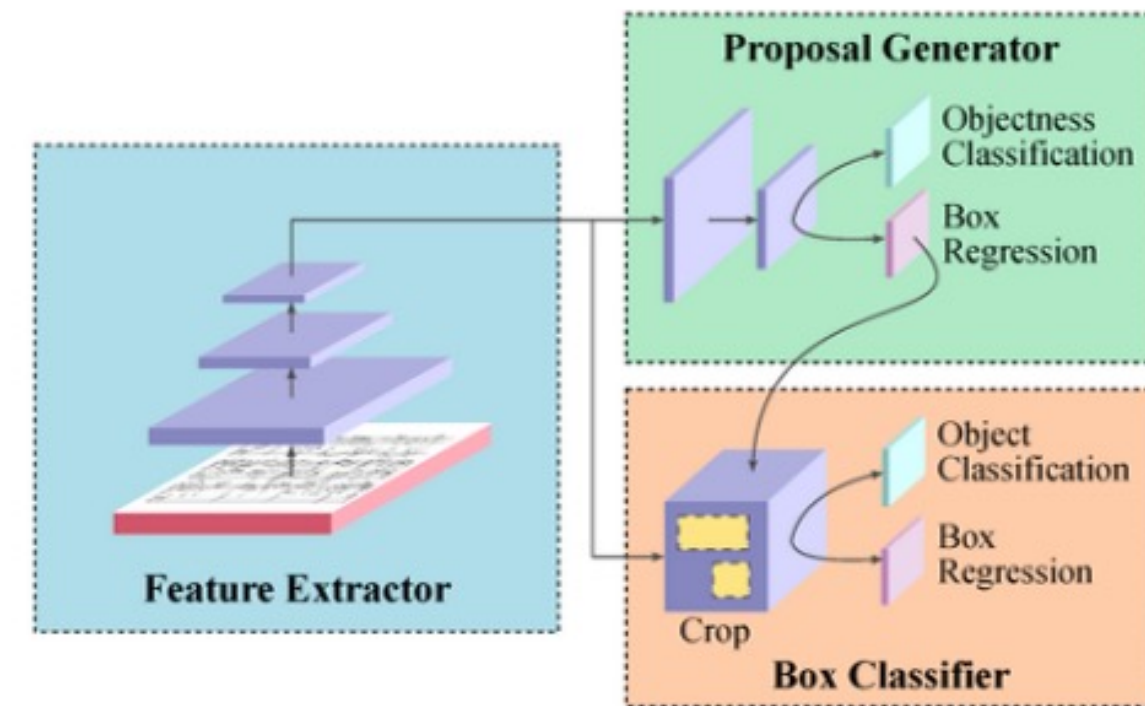 Proposal Generator
Objectness
Classification
Box
Regression
Feature Extractor
Object
Classification
Box
Regression
Crop
Box Classifier